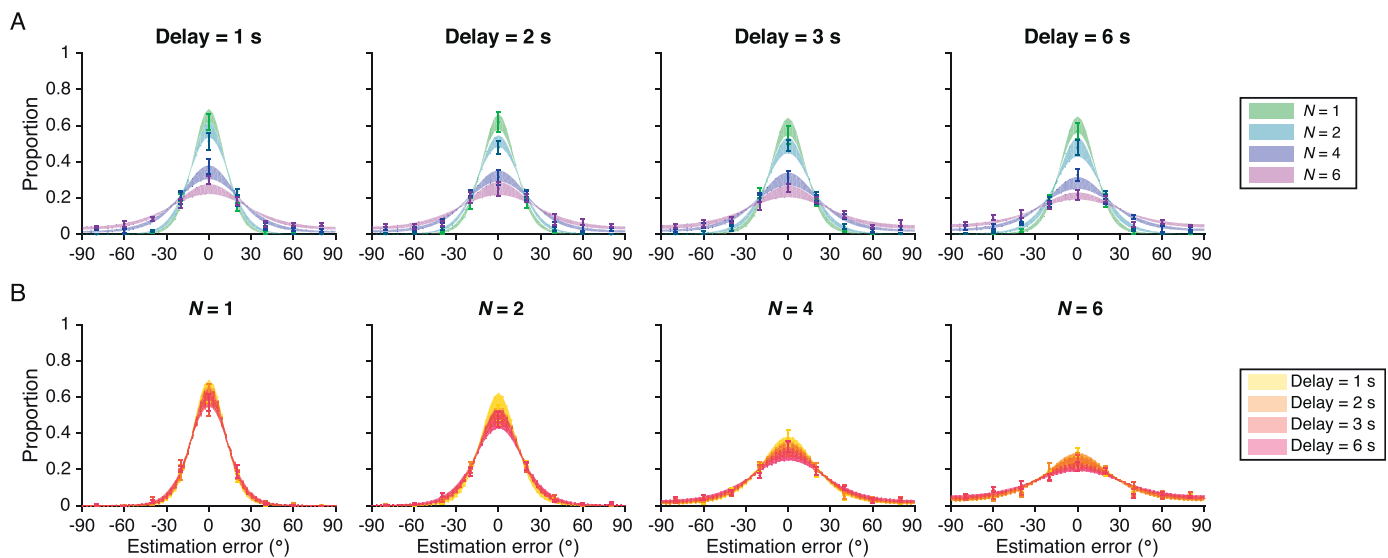 A
Delay = 1 s
Delay = 2 s
Delay = 3 s
Delay = 6 s
Proportion
1
0.8
0.6
0.4
0.2
0
-90 -60 -30 0 30 60 90
-90 -60 -30 0 30 60 90
-90 -60 -30 0 30 60 90
-90 -60 -30 0 30 60 90
N = 1
N = 2
N = 4
N = 6
B
N = 1
N = 2
N = 4
N = 6
Proportion
1
0.8
0.6
0.4
0.2
0
-90 -60 -30 0 30 60 90
-90 -60 -30 0 30 60 90
-90 -60 -30 0 30 60 90
-90 -60 -30 0 30 60 90
Estimation error (°)
Estimation error (°)
Estimation error (°)
Estimation error (°)
Delay = 1 s
Delay = 2 s
Delay = 3 s
Delay = 6 s